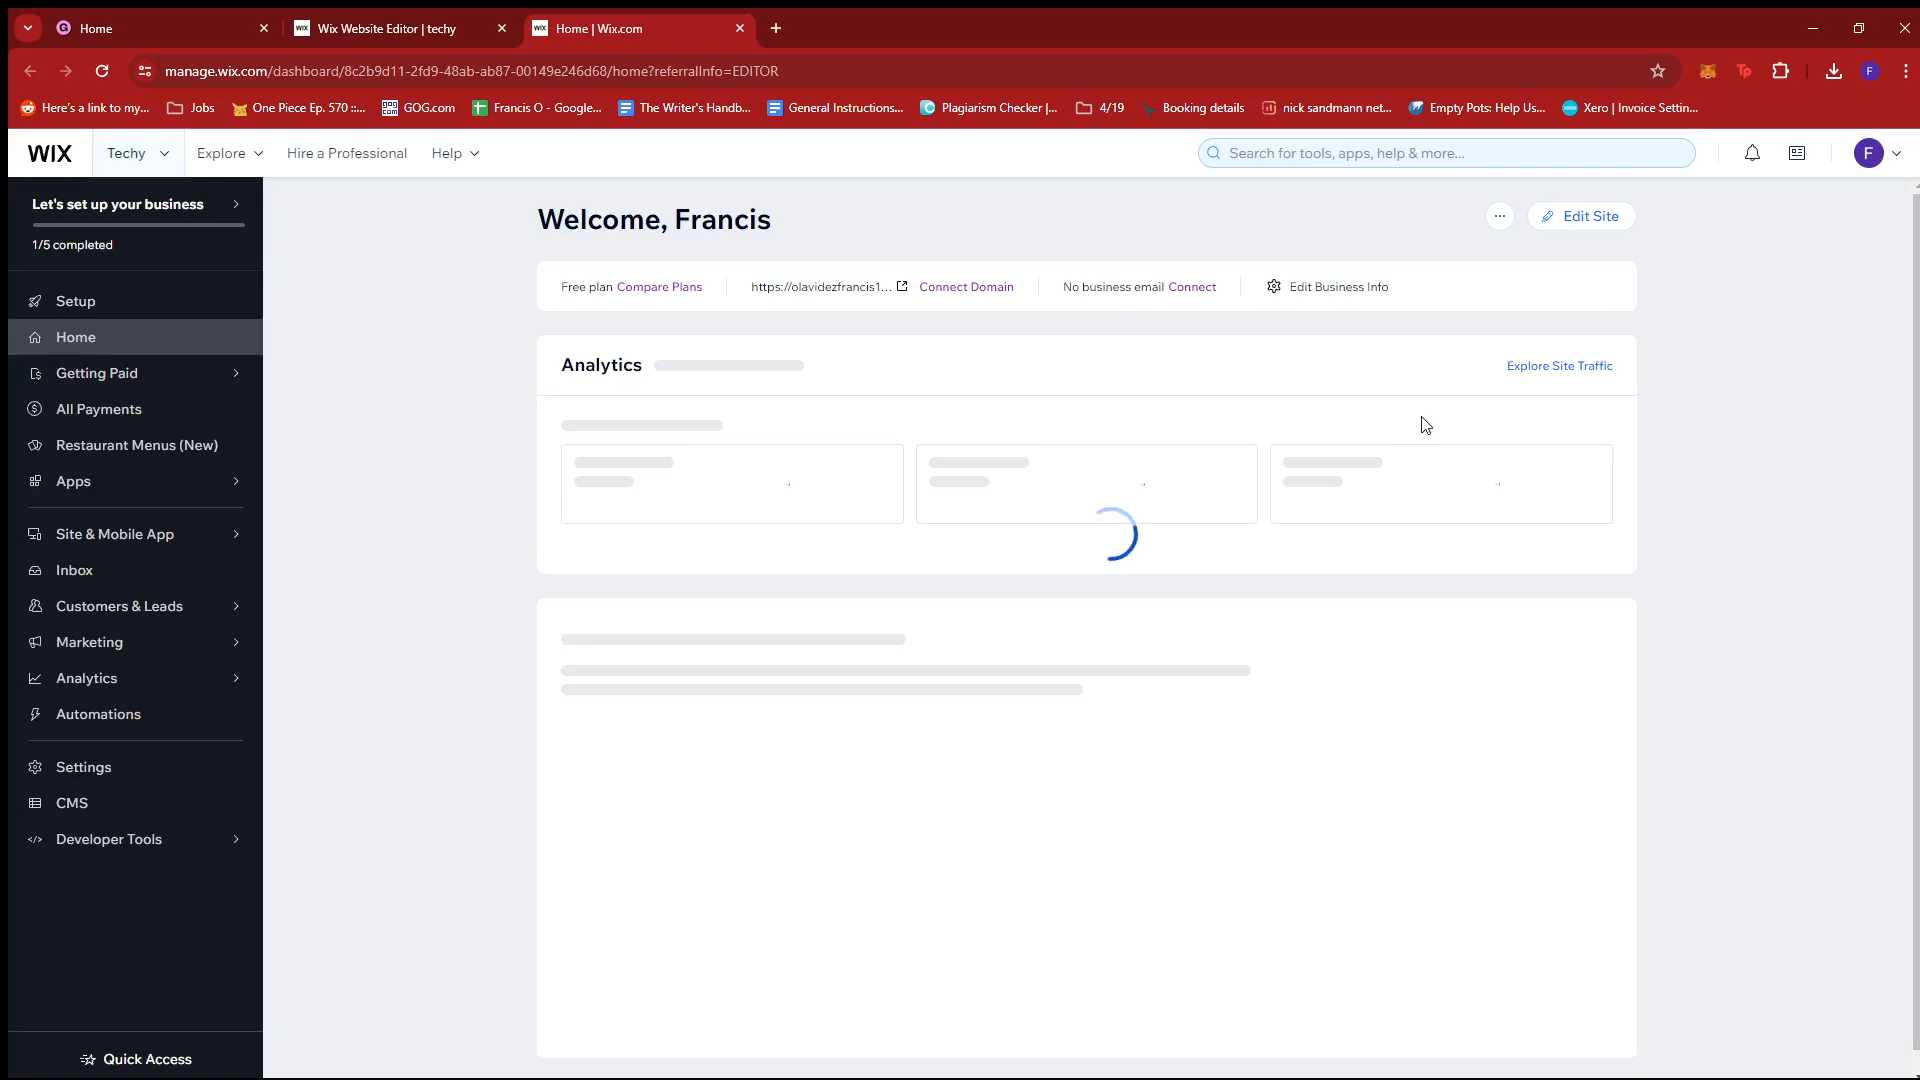 Home
Wix Website Editor | techy
Home | Wix.com
manage.wix.com/dashboard/8c2b9d11-2fd9-48ab-ab87-00149e246d68/home?referralInfo=EDITOR
Here's a link to my...
Jobs
One Piece Ep. 570 ::...
GOG.com
Francis O - Google...
The Writer's Handb...
General Instructions...
Plagiarism Checker |...
4/19
Booking details
nick sandmann net...
Empty Pots: Help Us...
Xero | Invoice Settin...
WIX
Techy
Explore
Hire a Professional
Help
Search for tools, apps, help & more...
F
Let's set up your business
1/5 completed
Setup
Home
Getting Paid
All Payments
Restaurant Menus (New)
Apps
Site & Mobile App
Inbox
Customers & Leads
Marketing
Analytics
Automations
Settings
CMS
Developer Tools
Quick Access
Welcome, Francis
Edit Site
Free plan Compare Plans
https://olavidezfrancis1... Connect Domain
No business email Connect
Edit Business Info
Analytics
Explore Site Traffic